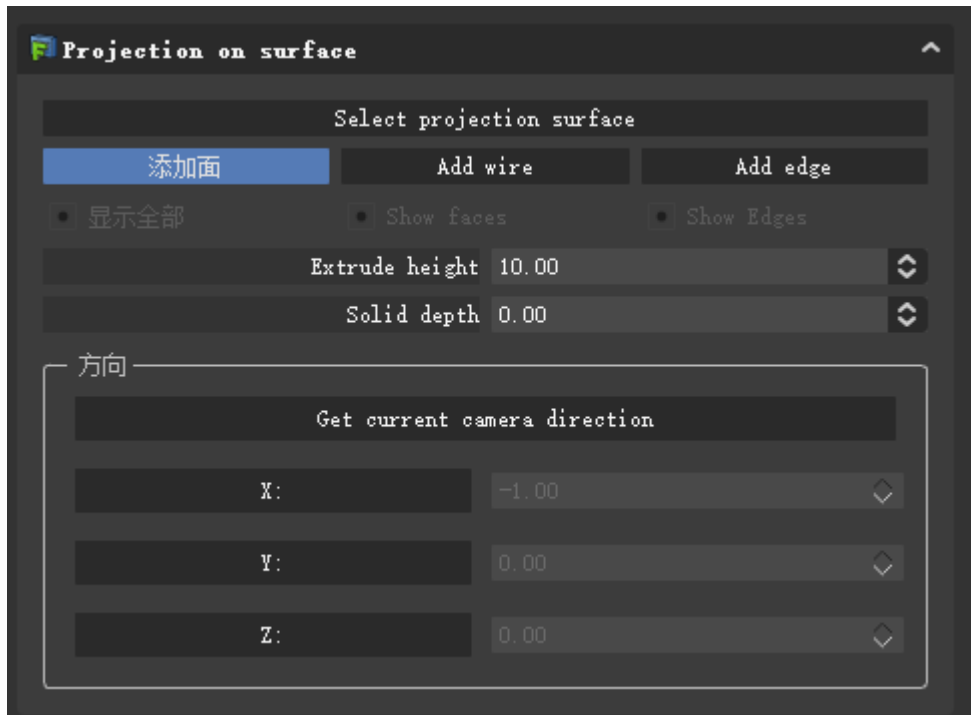 Projection on surface
Select projection surface
添加面 Add wire Add edge
显示全部 Show faces Show Edges
Extrude height 10.00
Solid depth 0.00
方向
Get current camera direction
X: -1.00
Y: 0.00
Z: 0.00